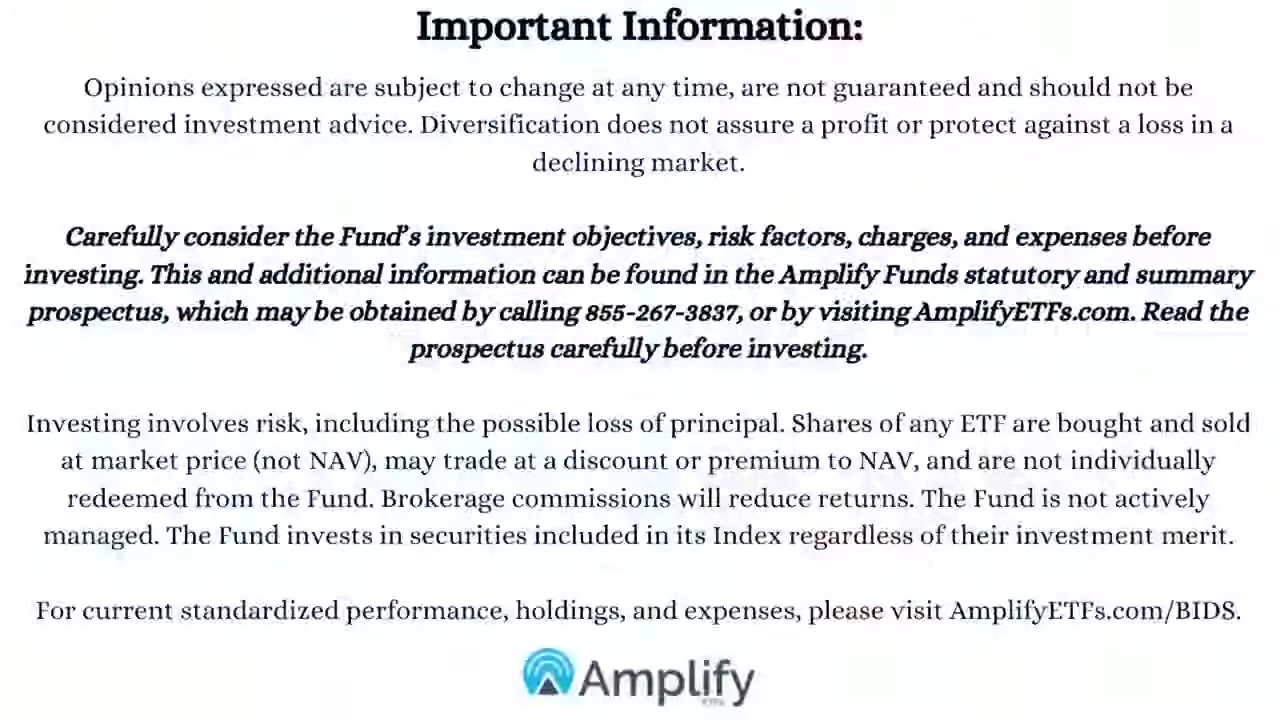 Important Information:
Opinions expressed are subject to change at any time, are not guaranteed and should not be
considered investment advice. Diversification does not assure a profit or protect against a loss in a
declining market.
Carefully consider the Fund's investment objectives, risk factors, charges, and expenses before
investing. This and additional information can be found in the Amplify Funds statutory and summary
prospectus, which may be obtained by calling 855-267-3837, or by visiting AmplifyETFs.com. Read the
prospectus carefully before investing.
Investing involves risk, including the possible loss of principal. Shares of any ETF are bought and sold
at market price (not NAV), may trade at a discount or premium to NAV, and are not individually
redeemed from the Fund. Brokerage commissions will reduce returns. The Fund is not actively
managed. The Fund invests in securities included in its Index regardless of their investment merit.
For current standardized performance, holdings, and expenses, please visit AmplifyETFs.com/BIDS.
Amplify